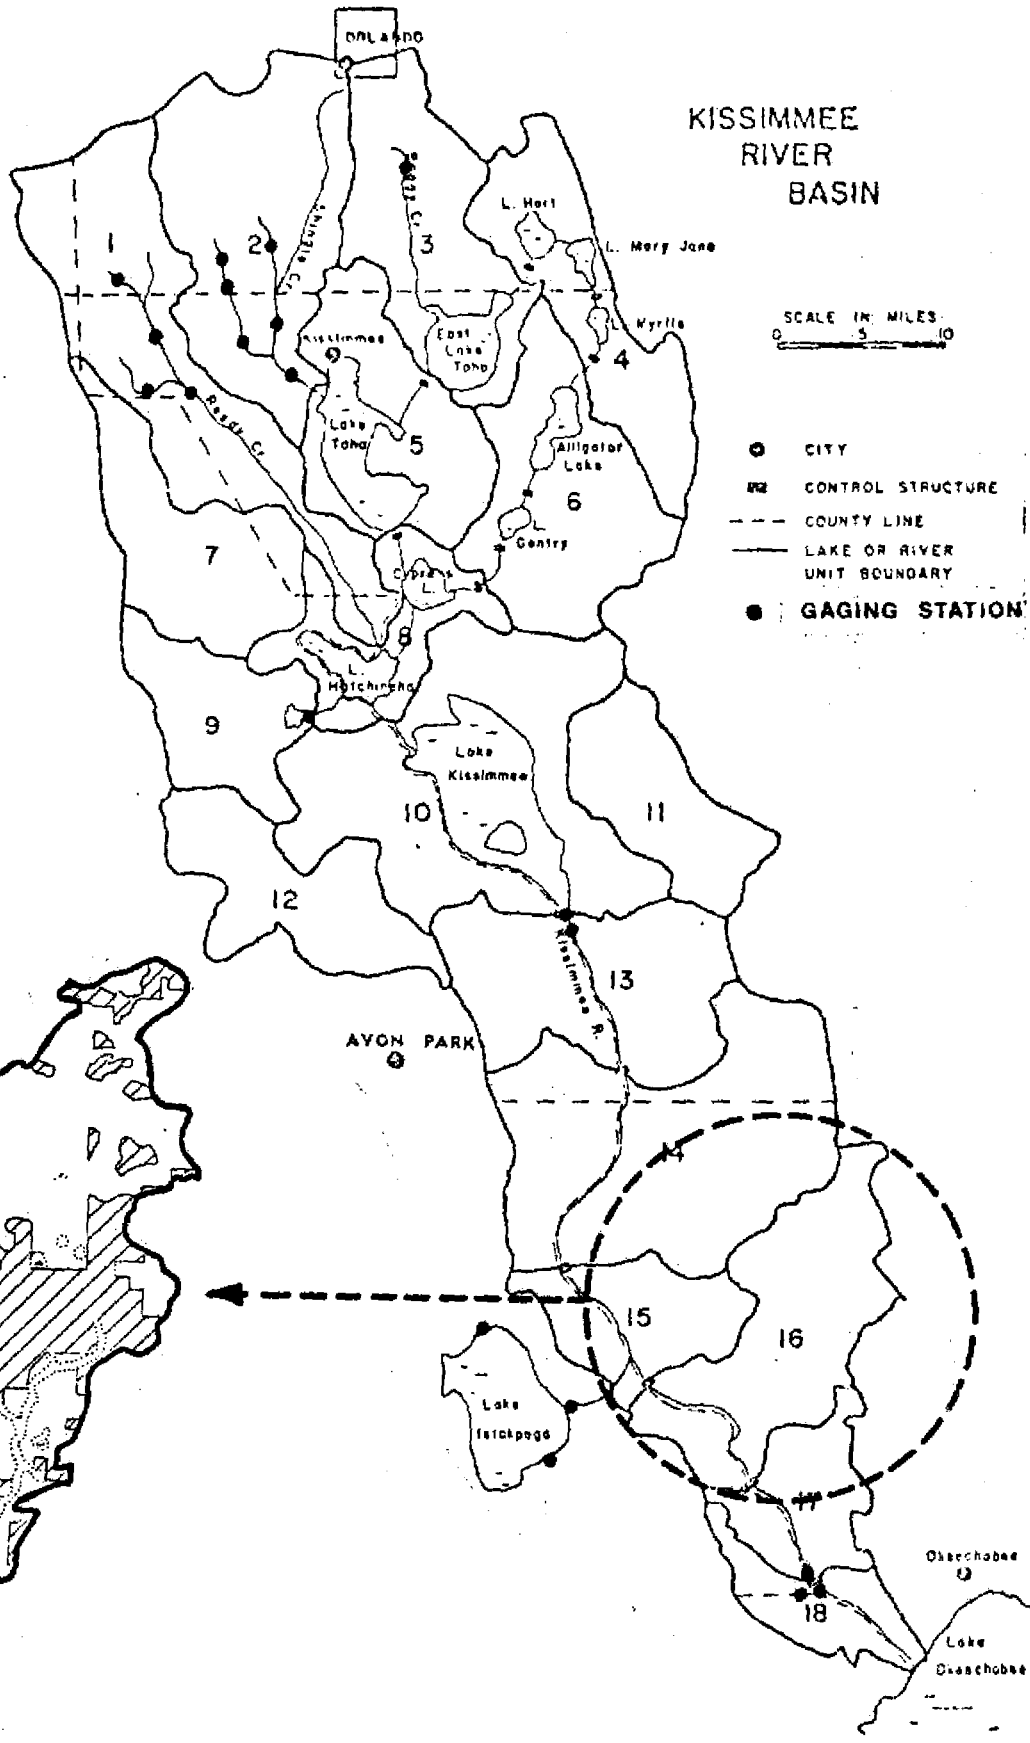 ORLANDO
KISSIMMEE
RIVER
BASIN
L. Hart
L. Mary Jane
1
2
Shingle Cr.
3
SCALE IN MILES
0 5 10
L. Myrtle
4
Kissimmee
East
Lake
Toho
Reedy Cr.
Lake
Toho
5
Alligator
Lake
6
L.
Gentry
CITY
CONTROL STRUCTURE
COUNTY LINE
LAKE OR RIVER
UNIT BOUNDARY
GAGING STATION
7
Cypress
L.
8
L.
Hatchineha
9
Lake
Kissimmee
10
11
12
Kissimmee R.
13
AVON PARK
14
15
16
Lake
Istokpoga
17
Okeechobee
18
Lake
Okeechobee